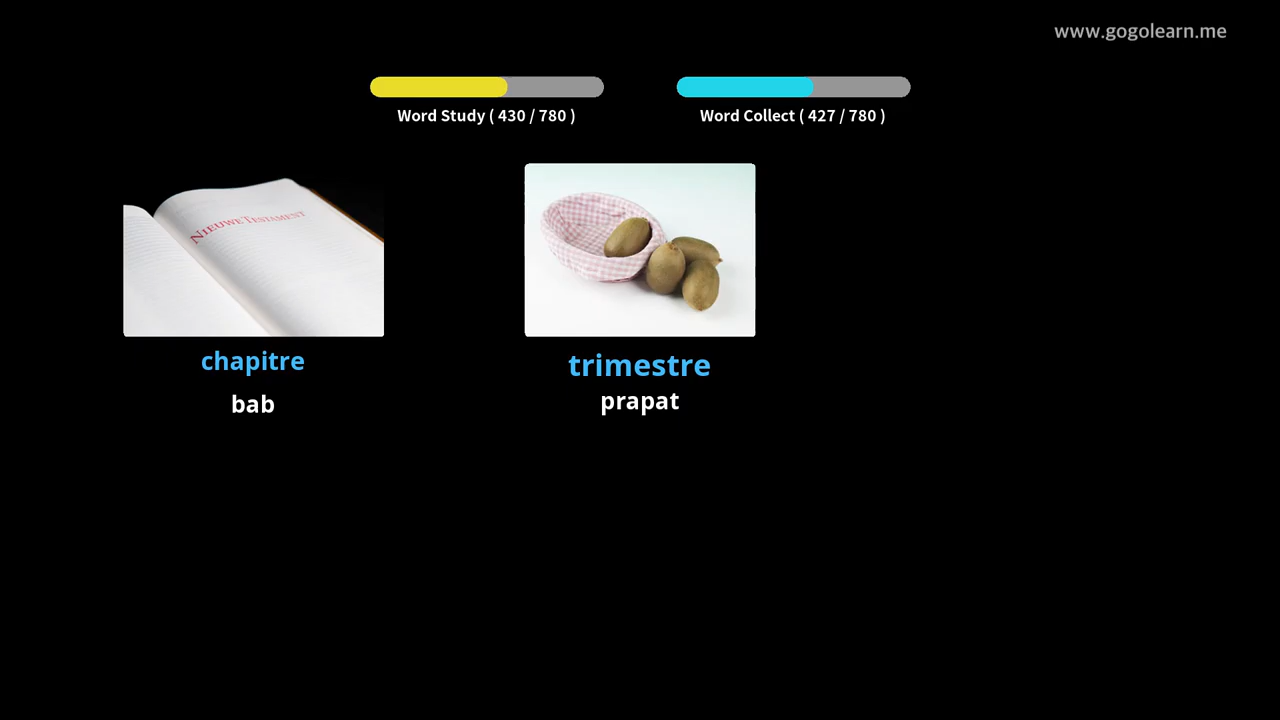 www.gogolearn.me
Word Study ( 430 / 780 )
Word Collect ( 427 / 780 )
NIEUWE TESTAMENT
chapitre
bab
trimestre
prapat